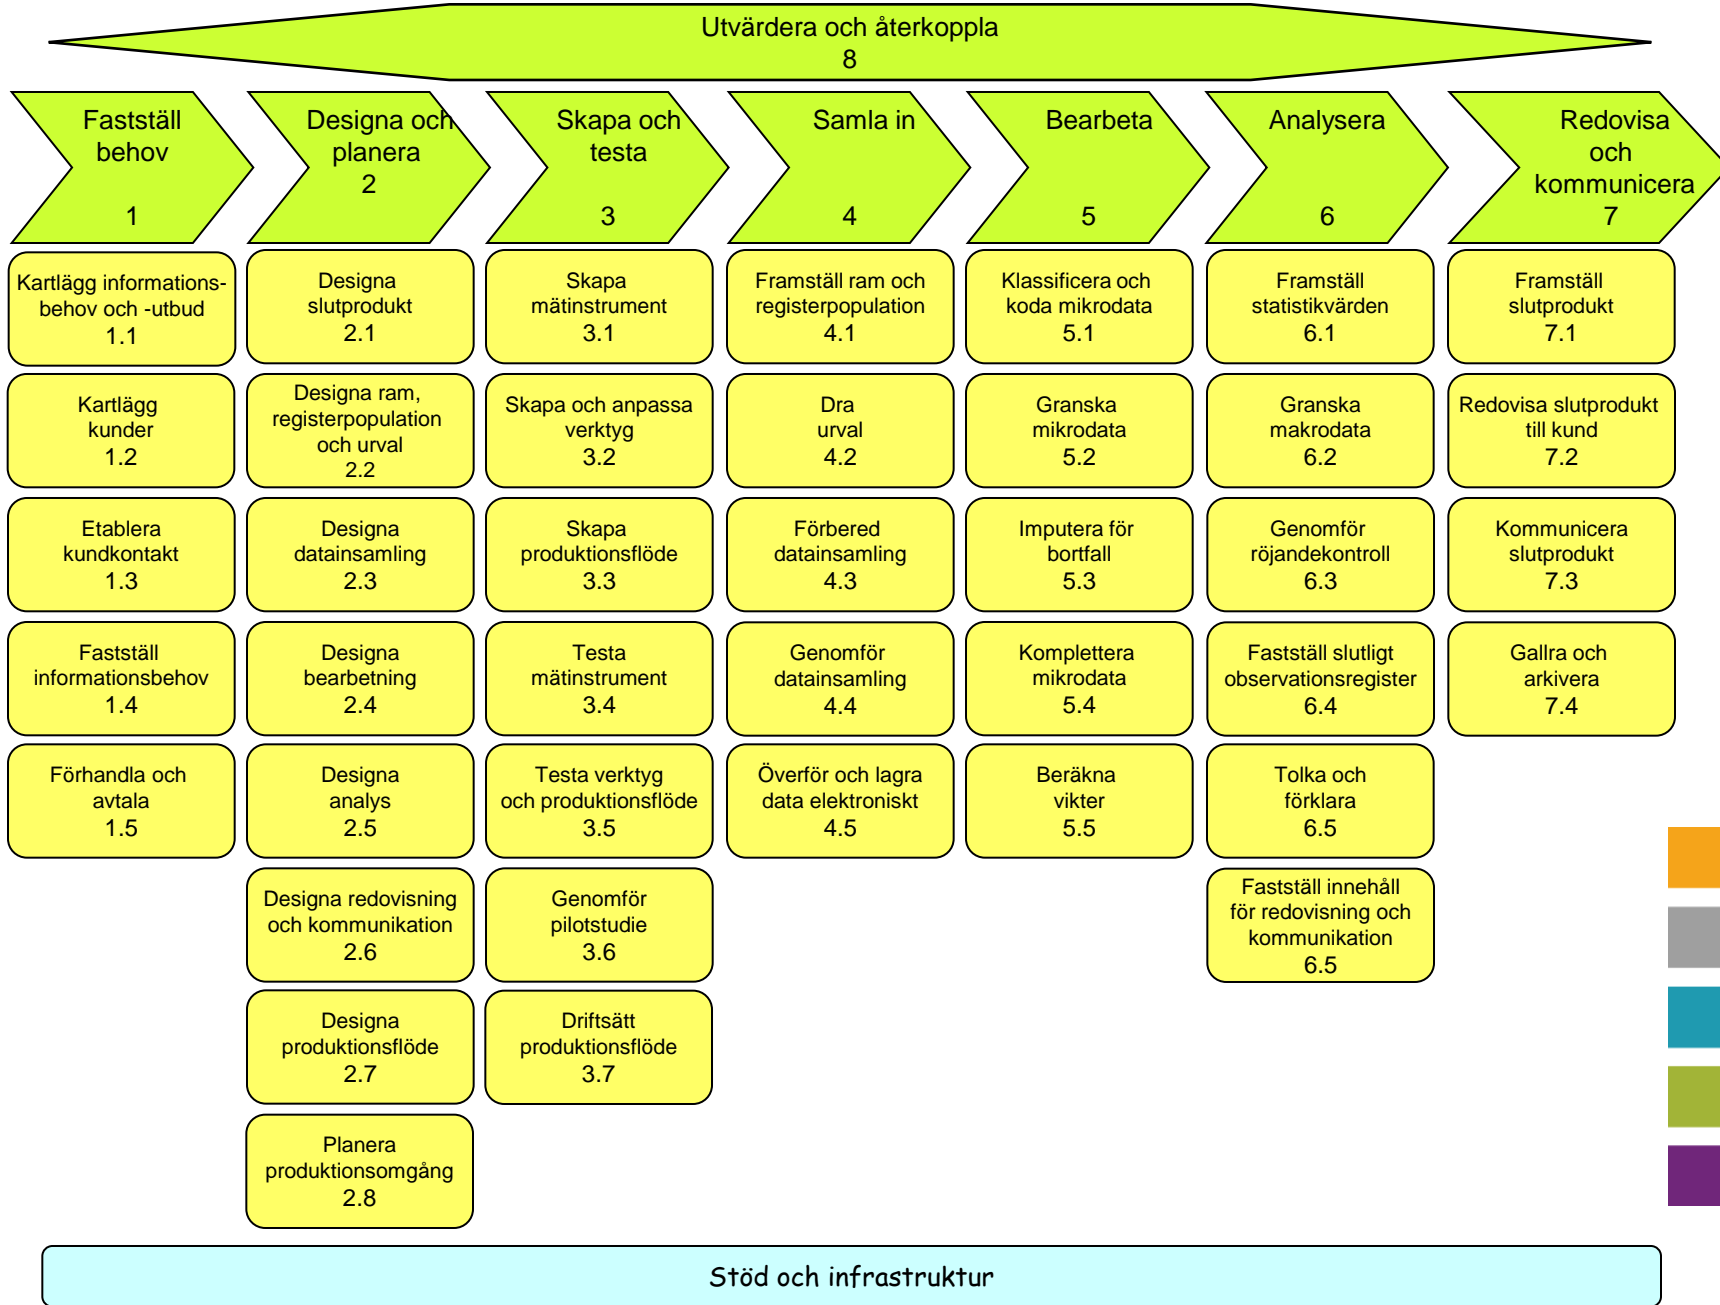 Utvärdera och återkoppla
8
Fastställ
behov
1
Designa och
planera
2
Skapa och
testa
3
Samla in
4
Bearbeta
5
Analysera
6
Redovisa
och
kommunicera
7
Kartlägg informations-
behov och -utbud
1.1
Kartlägg
kunder
1.2
Etablera
kundkontakt
1.3
Fastställ
informationsbehov
1.4
Förhandla och
avtala
1.5
Designa
slutprodukt
2.1
Designa ram,
registerpopulation
och urval
2.2
Designa
datainsamling
2.3
Designa
bearbetning
2.4
Designa
analys
2.5
Designa redovisning
och kommunikation
2.6
Designa
produktionsflöde
2.7
Planera
produktionsomgång
2.8
Skapa
mätinstrument
3.1
Skapa och anpassa
verktyg
3.2
Skapa
produktionsflöde
3.3
Testa
mätinstrument
3.4
Testa verktyg
och produktionsflöde
3.5
Genomför
pilotstudie
3.6
Driftsätt
produktionsflöde
3.7
Framställ ram och
registerpopulation
4.1
Dra
urval
4.2
Förbered
datainsamling
4.3
Genomför
datainsamling
4.4
Överför och lagra
data elektroniskt
4.5
Klassificera och
koda mikrodata
5.1
Granska
mikrodata
5.2
Imputera för
bortfall
5.3
Komplettera
mikrodata
5.4
Beräkna
vikter
5.5
Framställ
statistikvärden
6.1
Granska
makrodata
6.2
Genomför
röjandekontroll
6.3
Fastställ slutligt
observationsregister
6.4
Tolka och
förklara
6.5
Fastställ innehåll
för redovisning och
kommunikation
6.5
Framställ
slutprodukt
7.1
Redovisa slutprodukt
till kund
7.2
Kommunicera
slutprodukt
7.3
Gallra och
arkivera
7.4
Stöd och infrastruktur